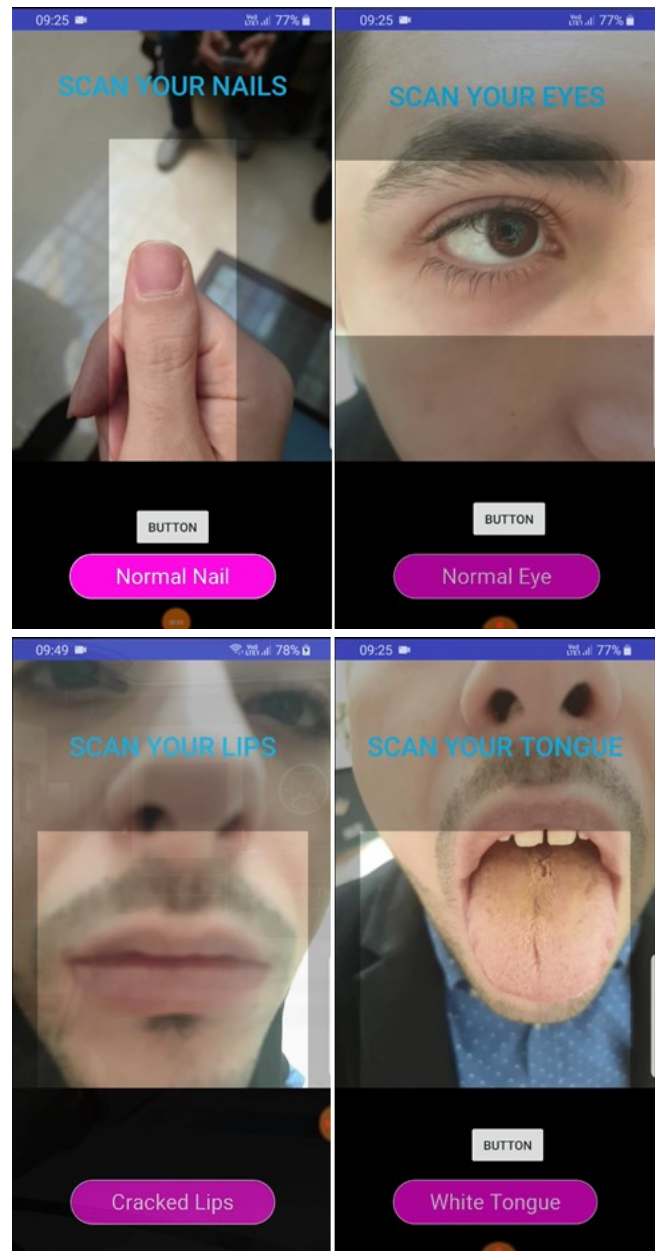 09:25 77%
SCAN YOUR NAILS
BUTTON
Normal Nail
09:25 77%
SCAN YOUR EYES
BUTTON
Normal Eye
09:49 78%
SCAN YOUR LIPS
Cracked Lips
09:25 77%
SCAN YOUR TONGUE
BUTTON
White Tongue